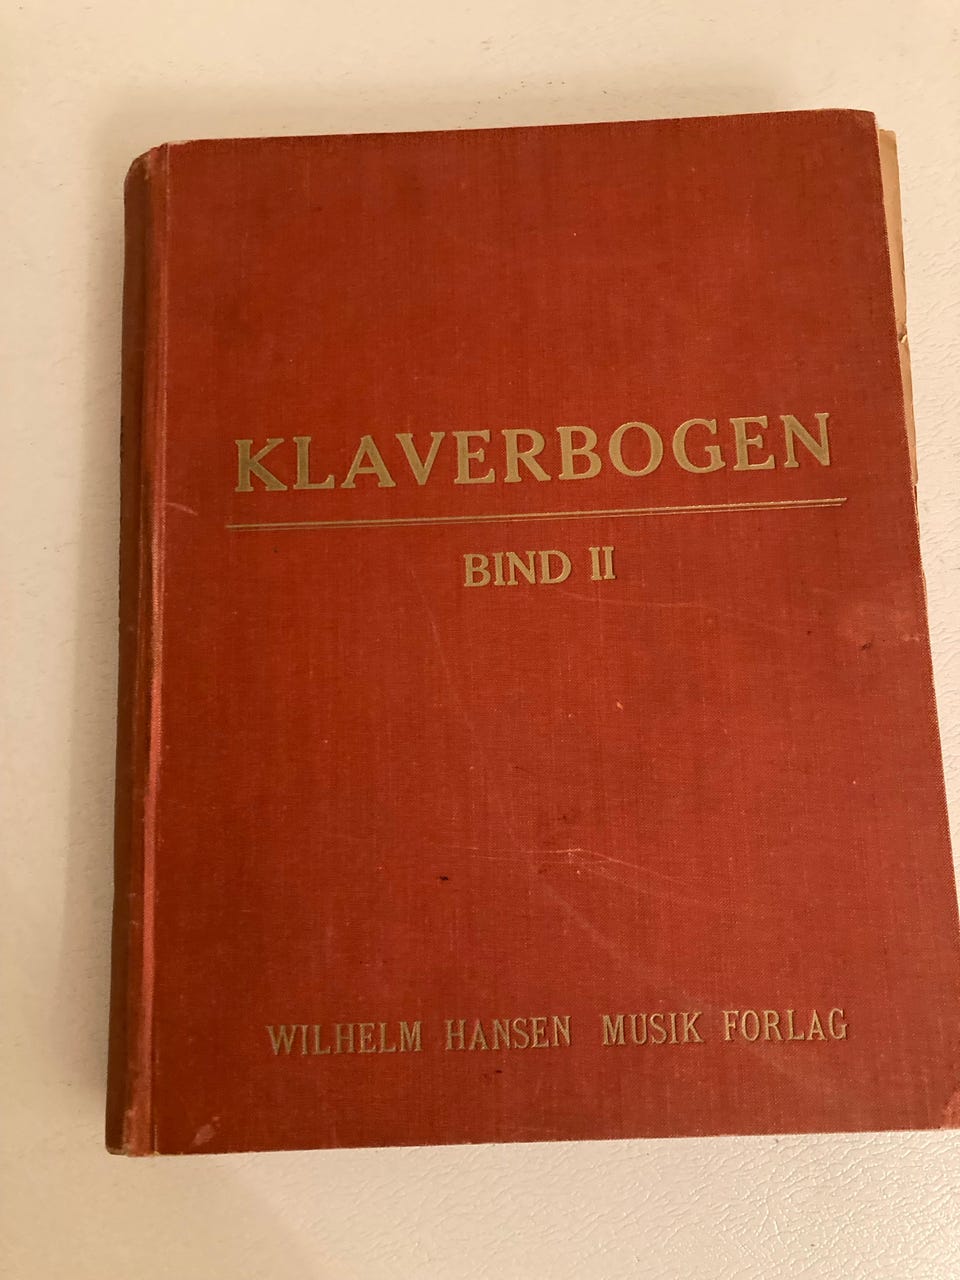 KLAVERBOGEN
BIND II
WILHELM HANSEN MUSIK FORLAG